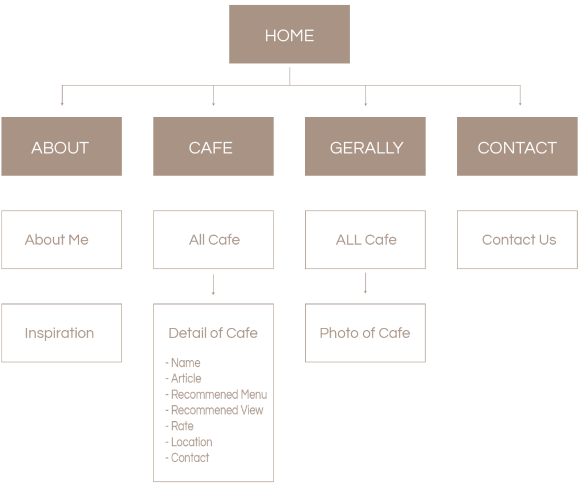 HOME
ABOUT
CAFE
GERALLY
CONTACT
About Me
All Cafe
ALL Cafe
Contact Us
Inspiration
Detail of Cafe
- Name
- Article
- Recommened Menu
- Recommened View
- Rate
- Location
- Contact
Photo of Cafe